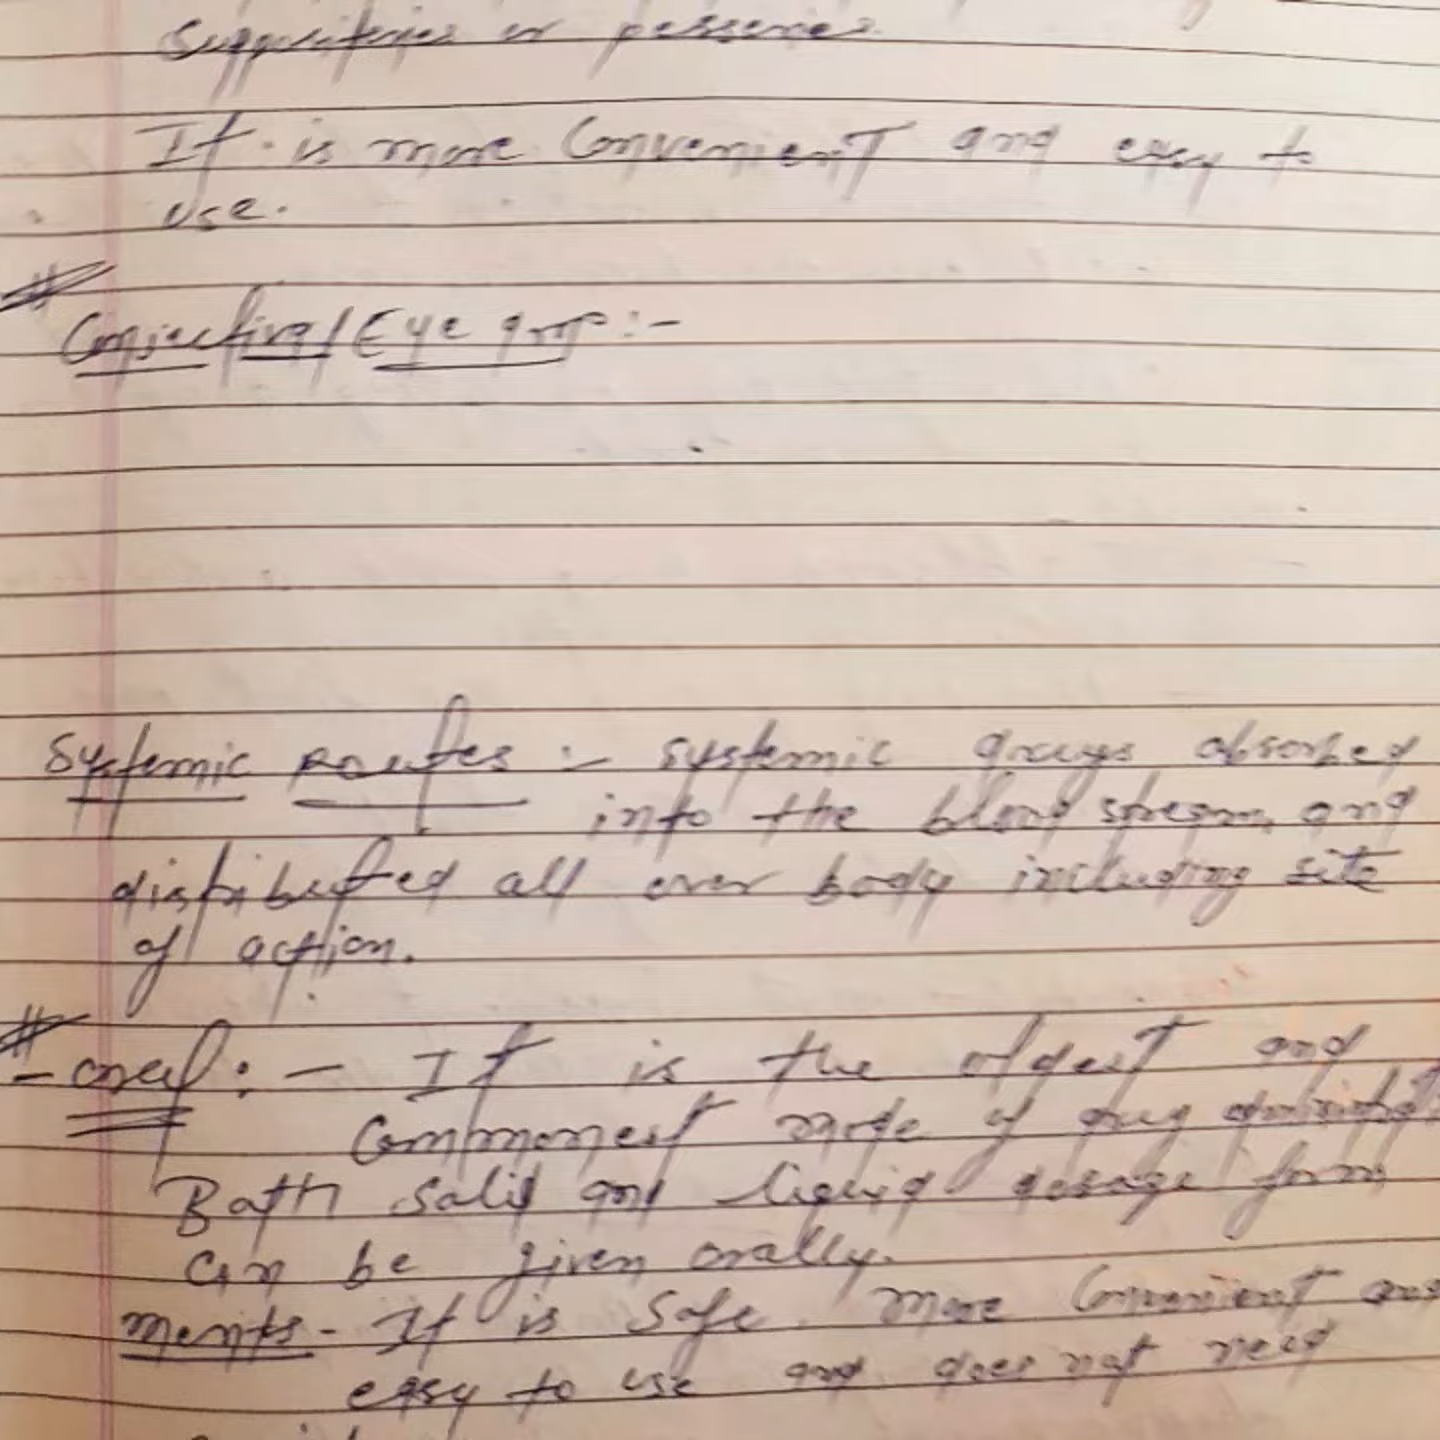 Suppositories or pessaries.
It is more Convenient and easy to
use.
# Conjectival/Eye drop:-
Systemic Routes :- systemic drugs absorbed
into the blood stream, and
distributed all over body including site
of action.
# - oral :- It is the oldest and
Commonest mode of drug
Both solid and liquid dosage form
can be given orally.
merits - It is safe. more Convenient and
easy to use and does not need